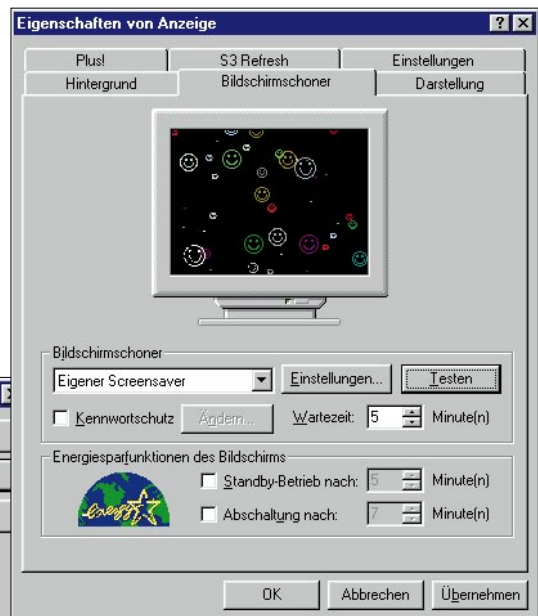 Eigenschaften von Anzeige
Plus! S3 Refresh Einstellungen
Hintergrund Bildschirmschoner Darstellung
Bildschirmschoner
Eigener Screensaver Einstellungen... Testen
Kennwortschutz Ändern... Wartezeit: 5 Minute(n)
Energiesparfunktionen des Bildschirms
energy Standby-Betrieb nach: 5 Minute(n)
Abschaltung nach: 7 Minute(n)
OK Abbrechen Übernehmen